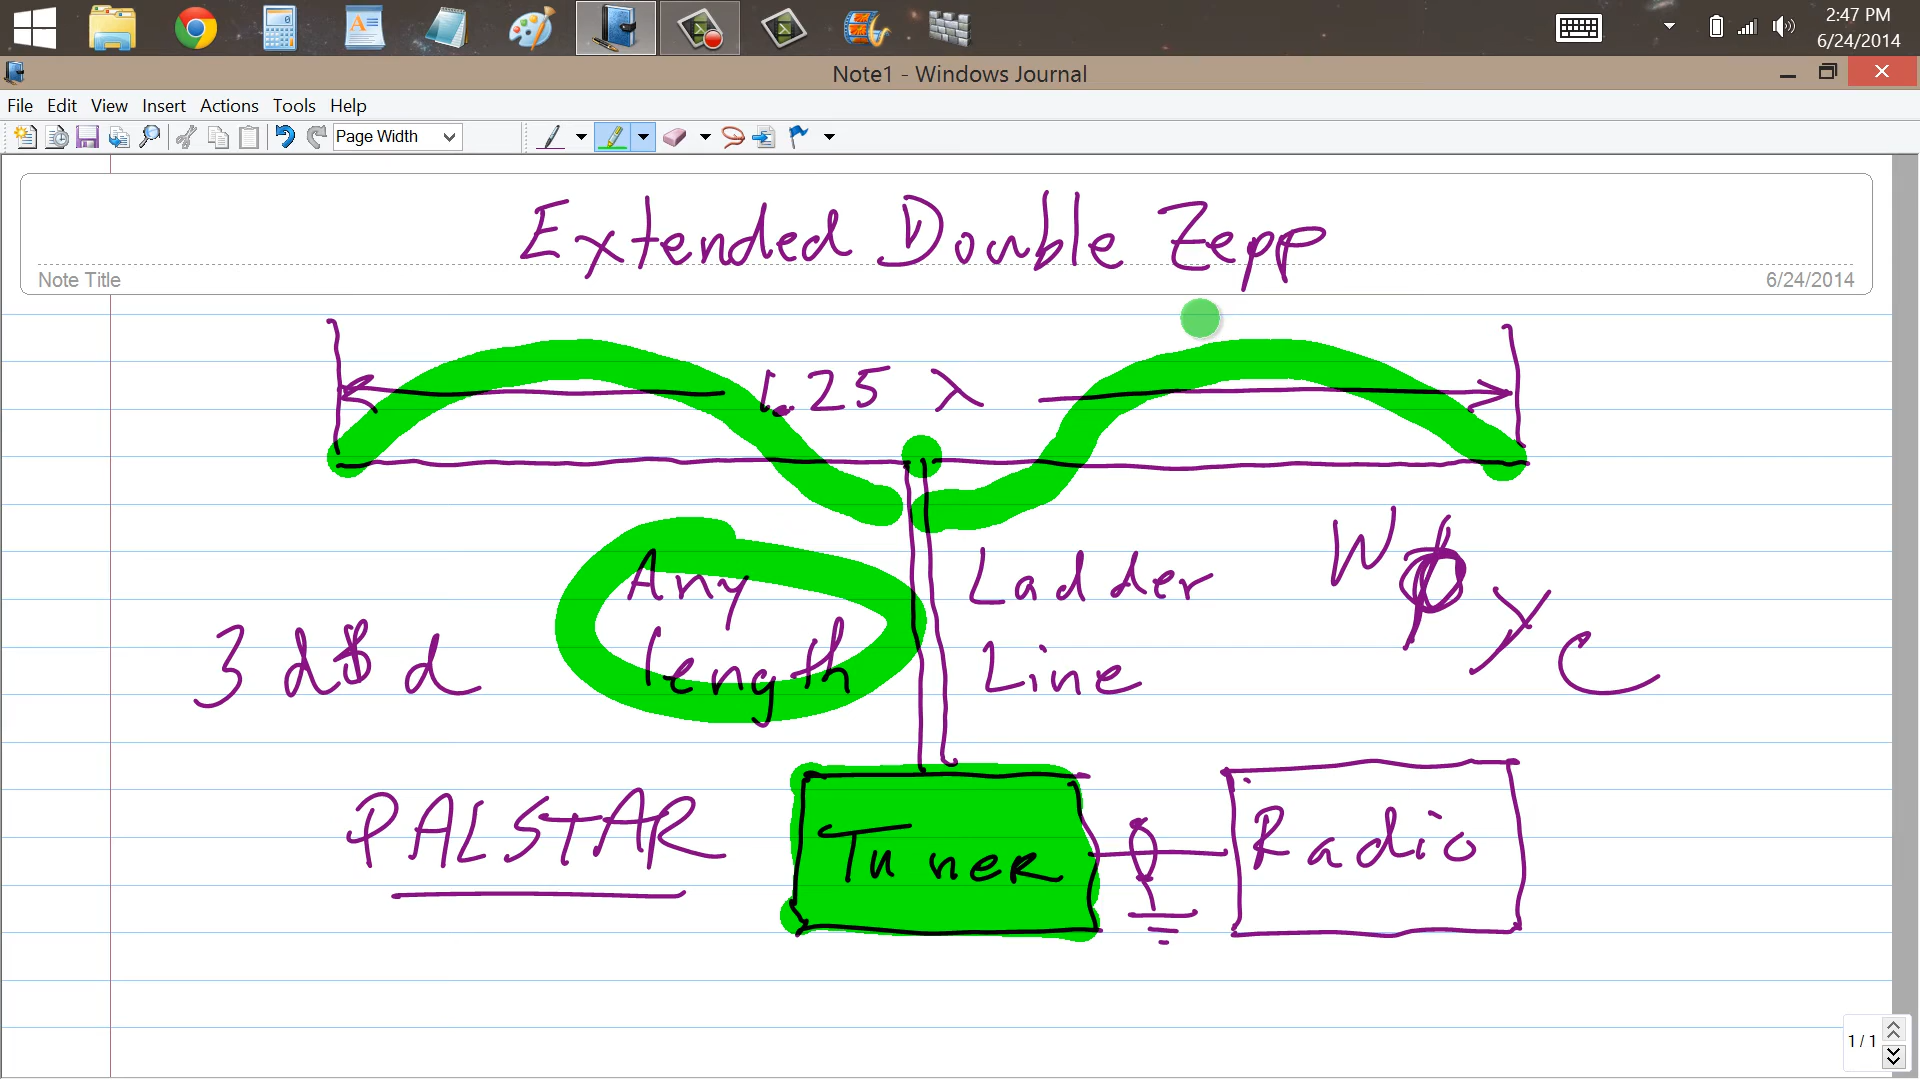 2:47 PM
6/24/2014
Note1 - Windows Journal
File Edit View Insert Actions Tools Help
Page Width
Extended Double Zepp
Note Title 6/24/2014
1.25 λ
Any Ladder WØYC
length Line
3 dBd
PALSTAR Tuner Radio
1 / 1